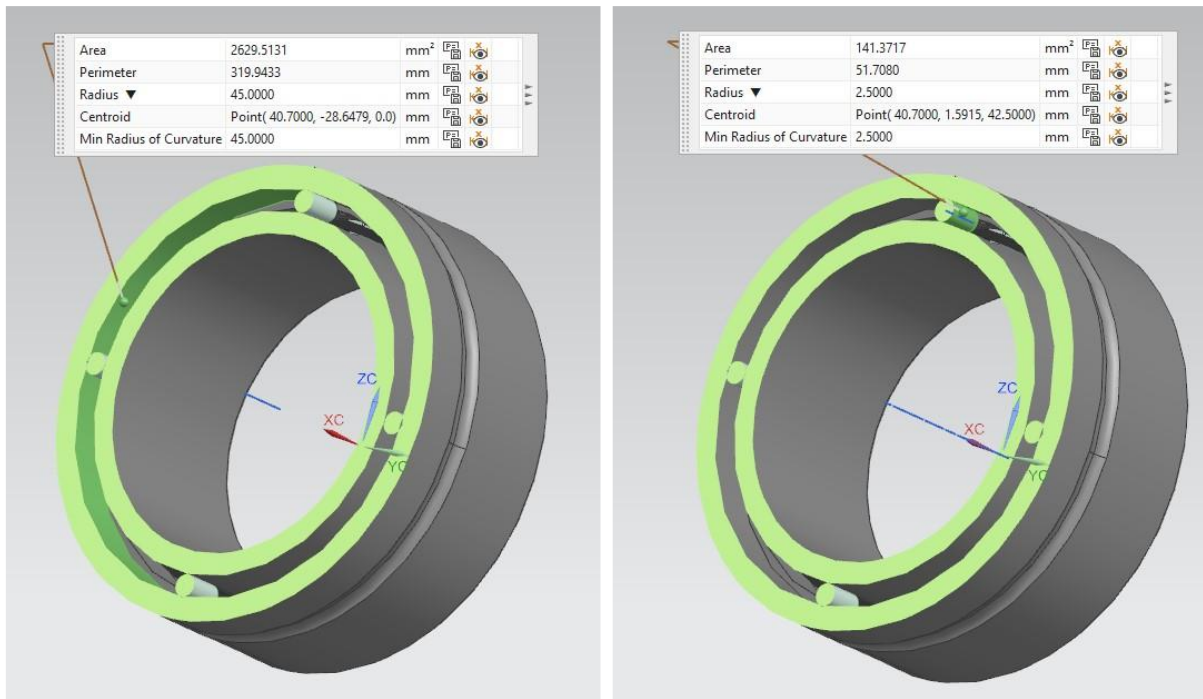 Area 2629.5131 mm²
Perimeter 319.9433 mm
Radius ▼ 45.0000 mm
Centroid Point( 40.7000, -28.6479, 0.0) mm
Min Radius of Curvature 45.0000 mm
ZC
XC
YC
Area 141.3717 mm²
Perimeter 51.7080 mm
Radius ▼ 2.5000 mm
Centroid Point( 40.7000, 1.5915, 42.5000) mm
Min Radius of Curvature 2.5000 mm
ZC
XC
YC